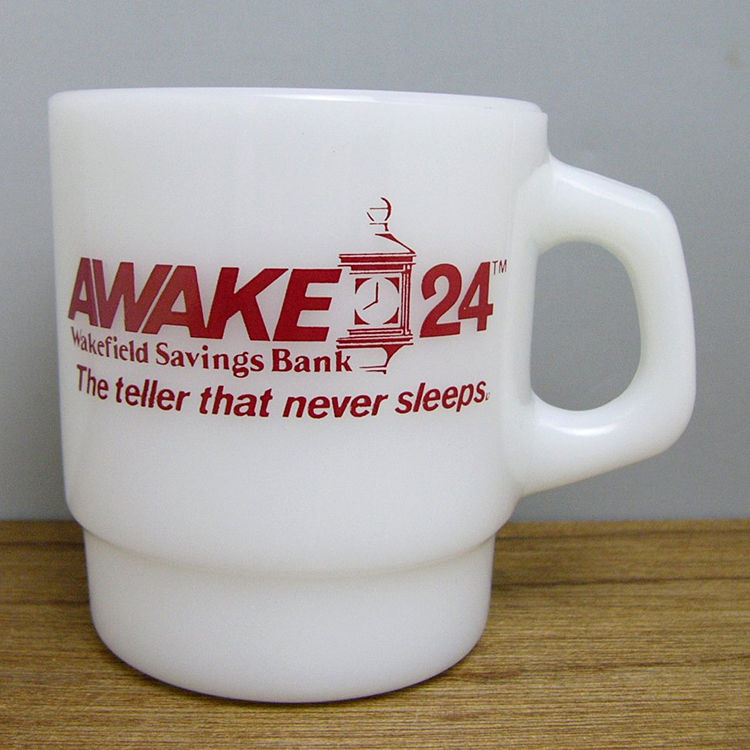 AWAKE 24™
Wakefield Savings Bank
The teller that never sleeps.